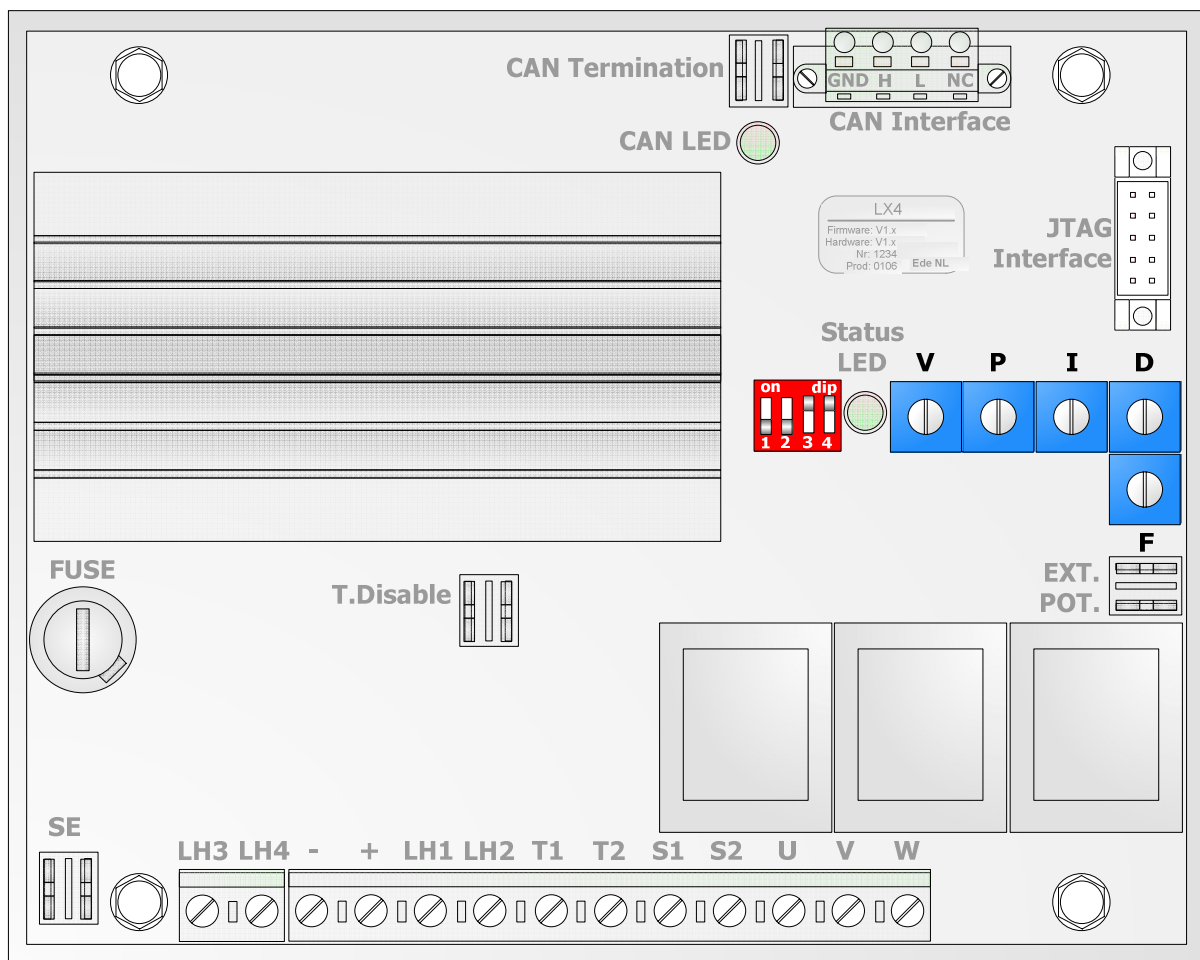 CAN Termination
GND H L NC
CAN Interface
CAN LED
LX4
Firmware: V1.x
Hardware: V1.x
Nr: 1234
Prod: 0106 Ede NL
JTAG
Interface
Status
LED
V P I D
on dip
1 2 3 4
F
FUSE
T.Disable
EXT.
POT.
SE
LH3 LH4 - + LH1 LH2 T1 T2 S1 S2 U V W